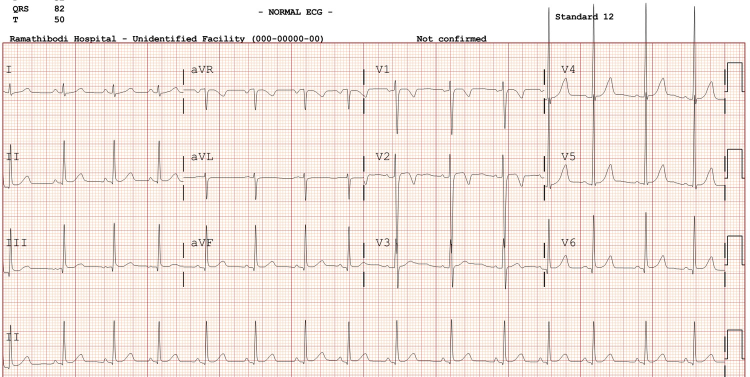 QRS 82
T 50
- NORMAL ECG -
Standard 12
Ramathibodi Hospital - Unidentified Facility (000-00000-00) Not confirmed
I aVR V1 V4
II aVL V2 V5
III aVF V3 V6
II